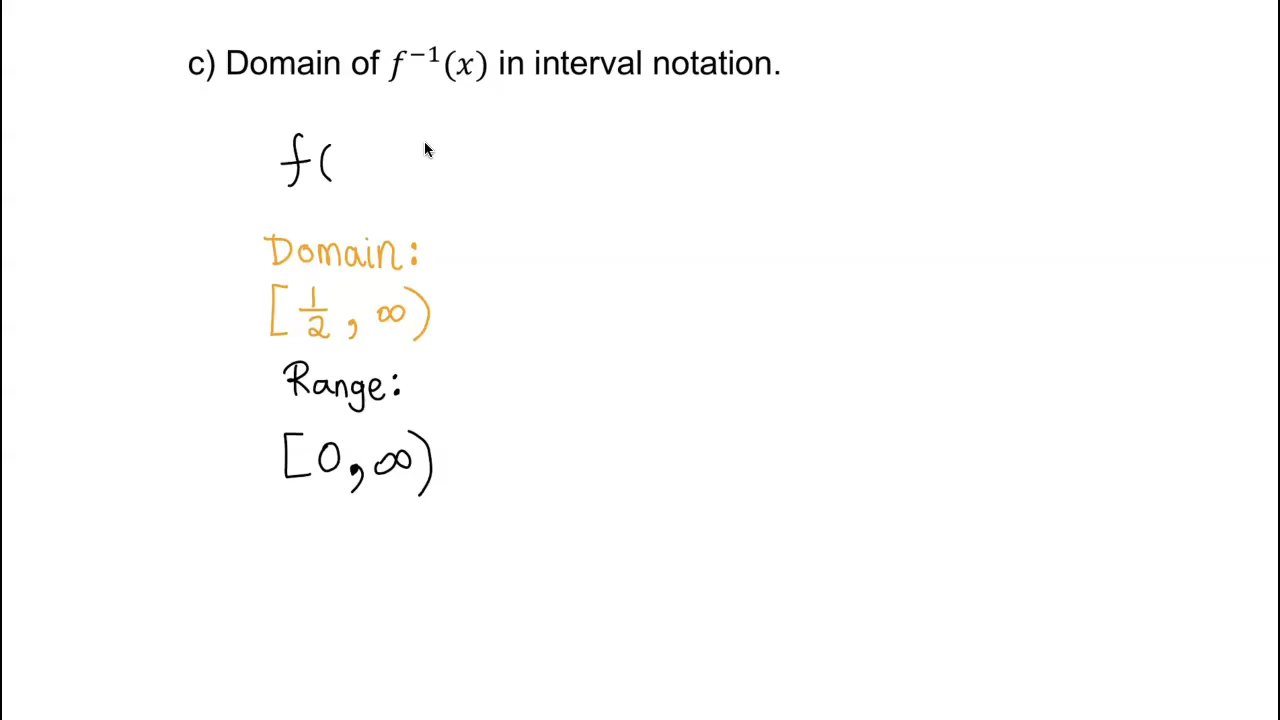 c) Domain of f⁻¹(x) in interval notation.
f(
Domain:
[½, ∞)
Range:
[0, ∞)